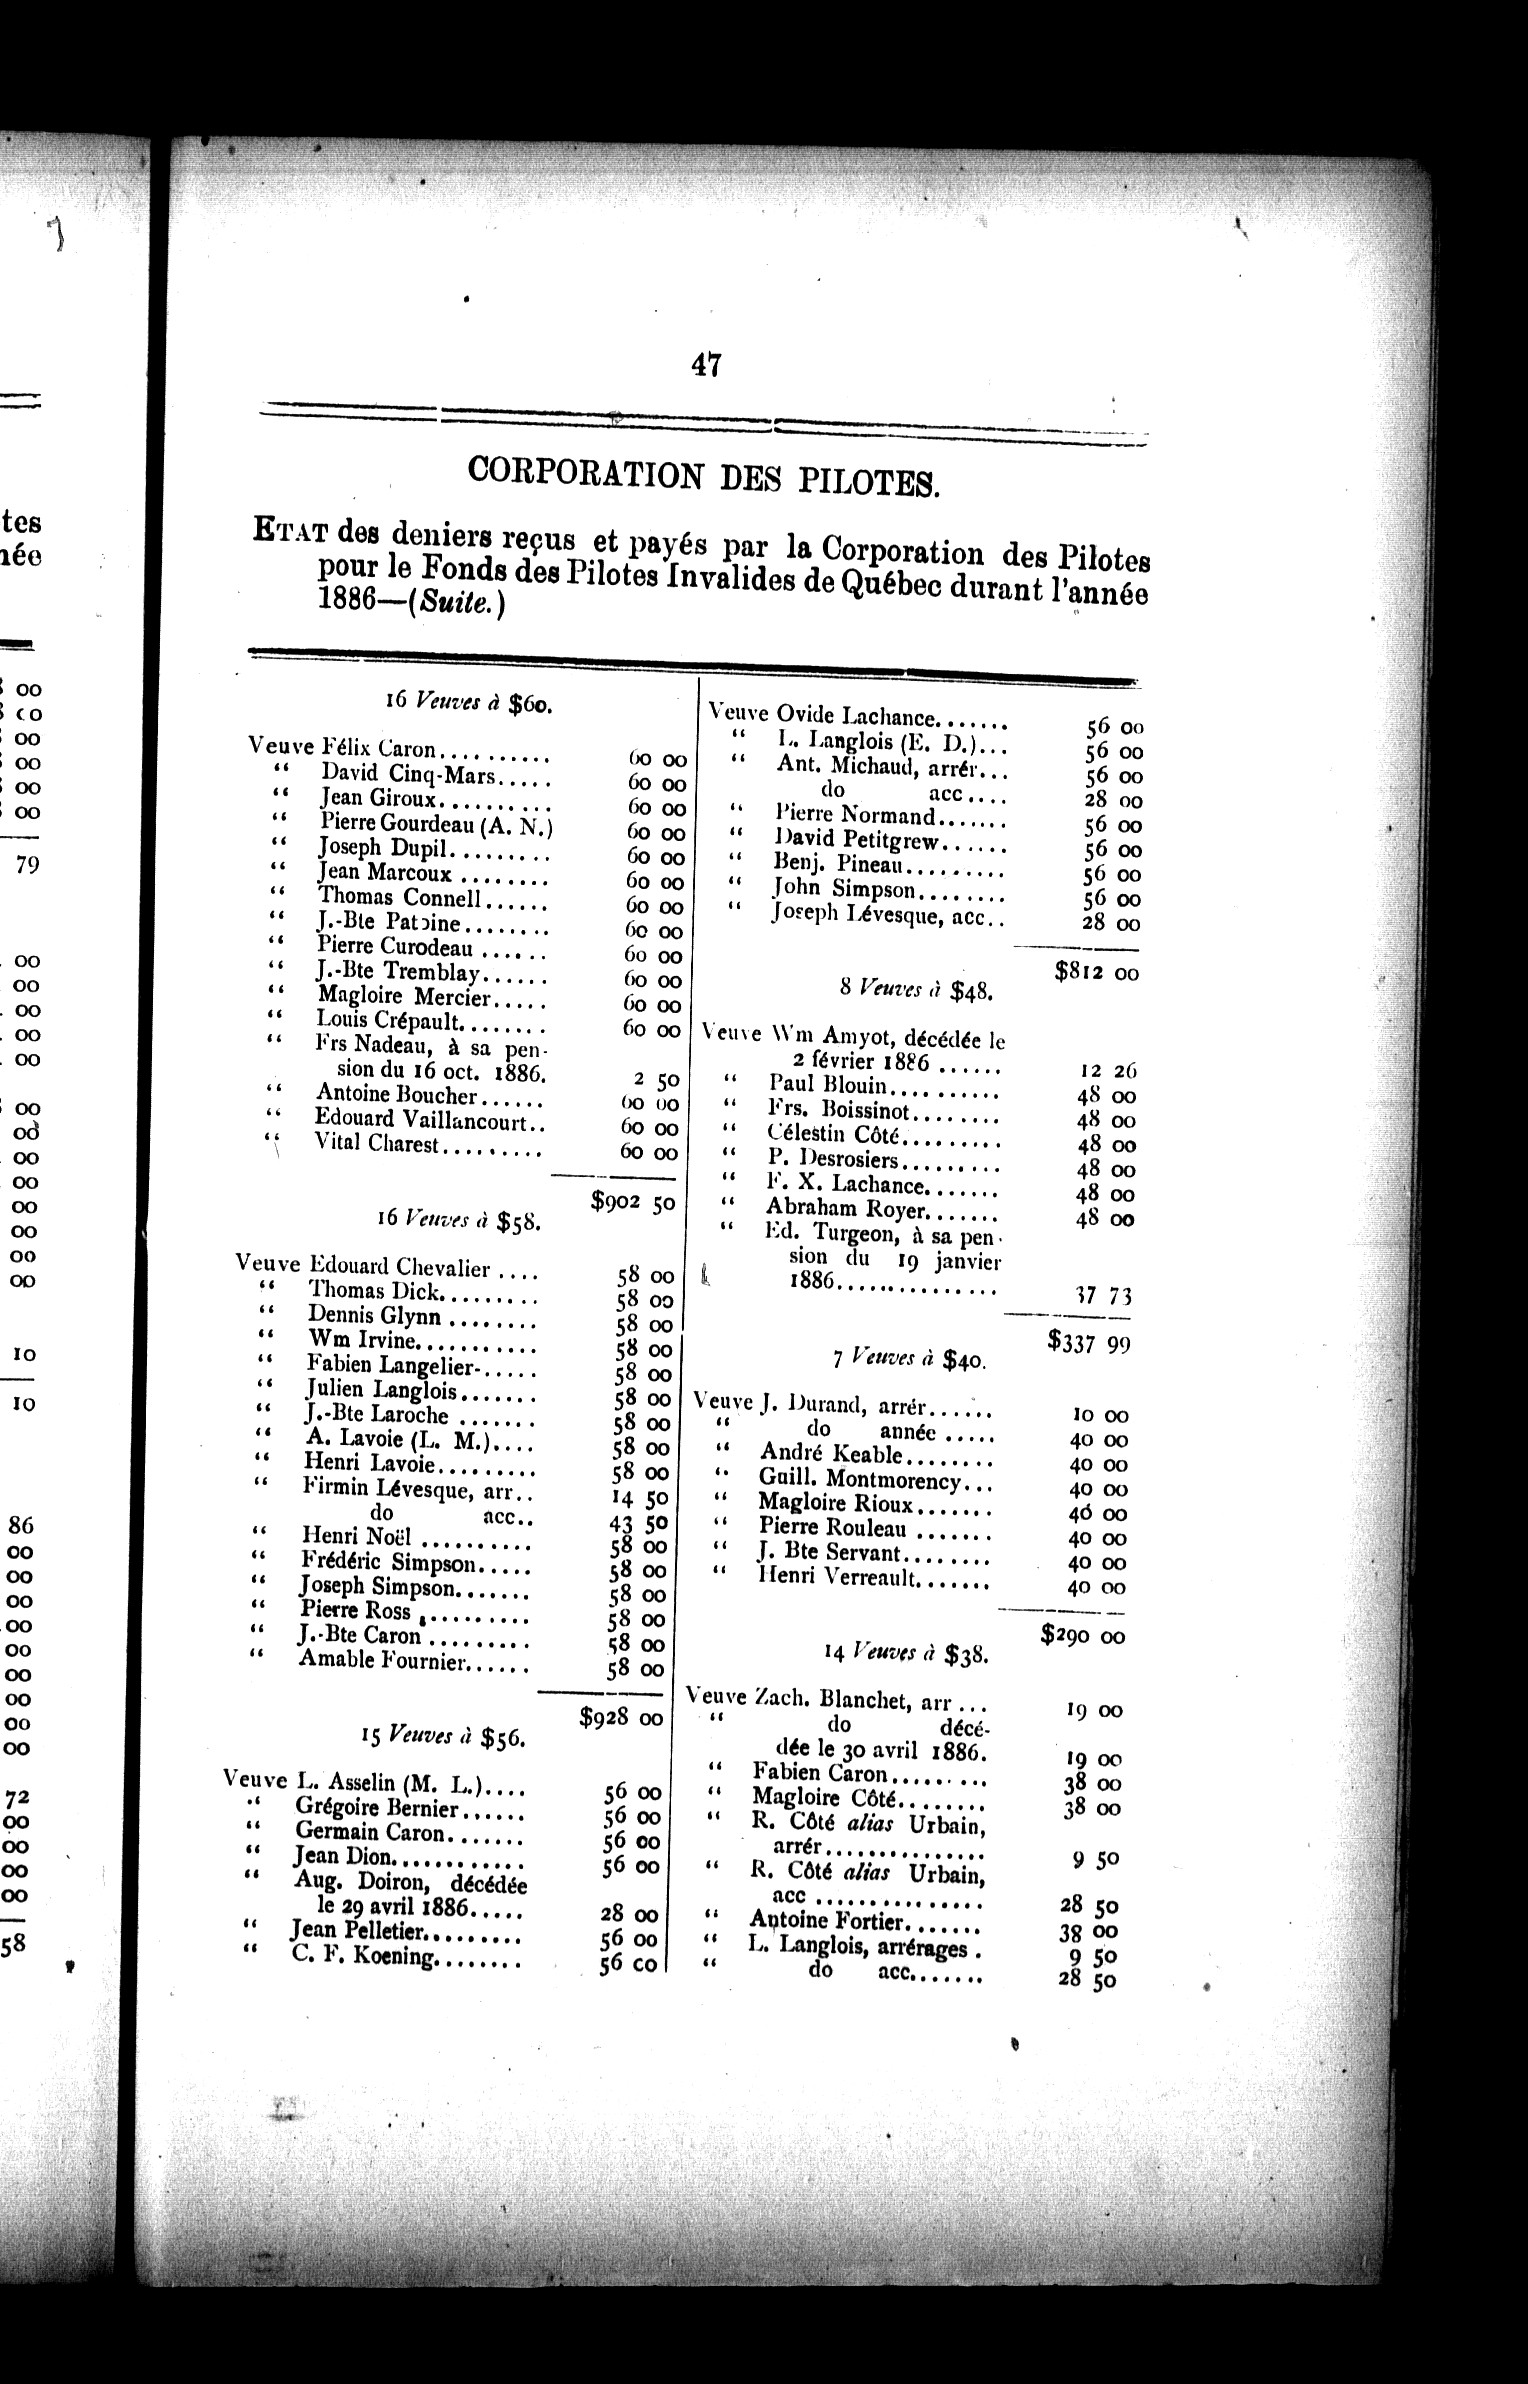 47
CORPORATION DES PILOTES.
ETAT des deniers reçus et payés par la Corporation des Pilotes
pour le Fonds des Pilotes Invalides de Québec durant l'année
1886—(Suite.)
16 Veuves à $60.
Veuve Félix Caron.......... 60 00
“ David Cinq-Mars..... 60 00
“ Jean Giroux.......... 60 00
“ Pierre Gourdeau (A. N.) 60 00
“ Joseph Dupil......... 60 00
“ Jean Marcoux ........ 60 00
“ Thomas Connell...... 60 00
“ J.-Bte Patoine........ 60 00
“ Pierre Curodeau ...... 60 00
“ J.-Bte Tremblay...... 60 00
“ Magloire Mercier..... 60 00
“ Louis Crépault........ 60 00
“ Frs Nadeau, à sa pen-
sion du 16 oct. 1886. 2 50
“ Antoine Boucher...... 60 00
“ Edouard Vaillancourt.. 60 00
“ Vital Charest......... 60 00
$902 50
16 Veuves à $58.
Veuve Edouard Chevalier .... 58 00
“ Thomas Dick......... 58 00
“ Dennis Glynn ........ 58 00
“ Wm Irvine........... 58 00
“ Fabien Langelier-..... 58 00
“ Julien Langlois....... 58 00
“ J.-Bte Laroche ....... 58 00
“ A. Lavoie (L. M.).... 58 00
“ Henri Lavoie......... 58 00
“ Firmin Lévesque, arr.. 14 50
do acc.. 43 50
“ Henri Noël .......... 58 00
“ Frédéric Simpson..... 58 00
“ Joseph Simpson....... 58 00
“ Pierre Ross .......... 58 00
“ J.-Bte Caron ......... 58 00
“ Amable Fournier...... 58 00
$928 00
15 Veuves à $56.
Veuve L. Asselin (M. L.).... 56 00
“ Grégoire Bernier...... 56 00
“ Germain Caron....... 56 00
“ Jean Dion............ 56 00
“ Aug. Doiron, décédée
le 29 avril 1886..... 28 00
“ Jean Pelletier......... 56 00
“ C. F. Koening........ 56 00
Veuve Ovide Lachance....... 56 00
“ L. Langlois (E. D.)... 56 00
“ Ant. Michaud, arrér... 56 00
do acc.... 28 00
“ Pierre Normand....... 56 00
“ David Petitgrew...... 56 00
“ Benj. Pineau......... 56 00
“ John Simpson........ 56 00
“ Joseph Lévesque, acc.. 28 00
$812 00
8 Veuves à $48.
Veuve Wm Amyot, décédée le
2 février 1886 ...... 12 26
“ Paul Blouin.......... 48 00
“ Frs. Boissinot........ 48 00
“ Célestin Côté......... 48 00
“ P. Desrosiers......... 48 00
“ F. X. Lachance....... 48 00
“ Abraham Royer....... 48 00
“ Ed. Turgeon, à sa pen-
sion du 19 janvier
1886............... 37 73
$337 99
7 Veuves à $40.
Veuve J. Durand, arrér...... 10 00
“ do année ..... 40 00
“ André Keable........ 40 00
“ Guill. Montmorency... 40 00
“ Magloire Rioux....... 40 00
“ Pierre Rouleau ....... 40 00
“ J. Bte Servant........ 40 00
“ Henri Verreault....... 40 00
$290 00
14 Veuves à $38.
Veuve Zach. Blanchet, arr ... 19 00
“ do décé-
dée le 30 avril 1886. 19 00
“ Fabien Caron......... 38 00
“ Magloire Côté........ 38 00
“ R. Côté alias Urbain,
arrér............... 9 50
“ R. Côté alias Urbain,
acc ............... 28 50
“ Antoine Fortier....... 38 00
“ L. Langlois, arrérages . 9 50
“ do acc....... 28 50